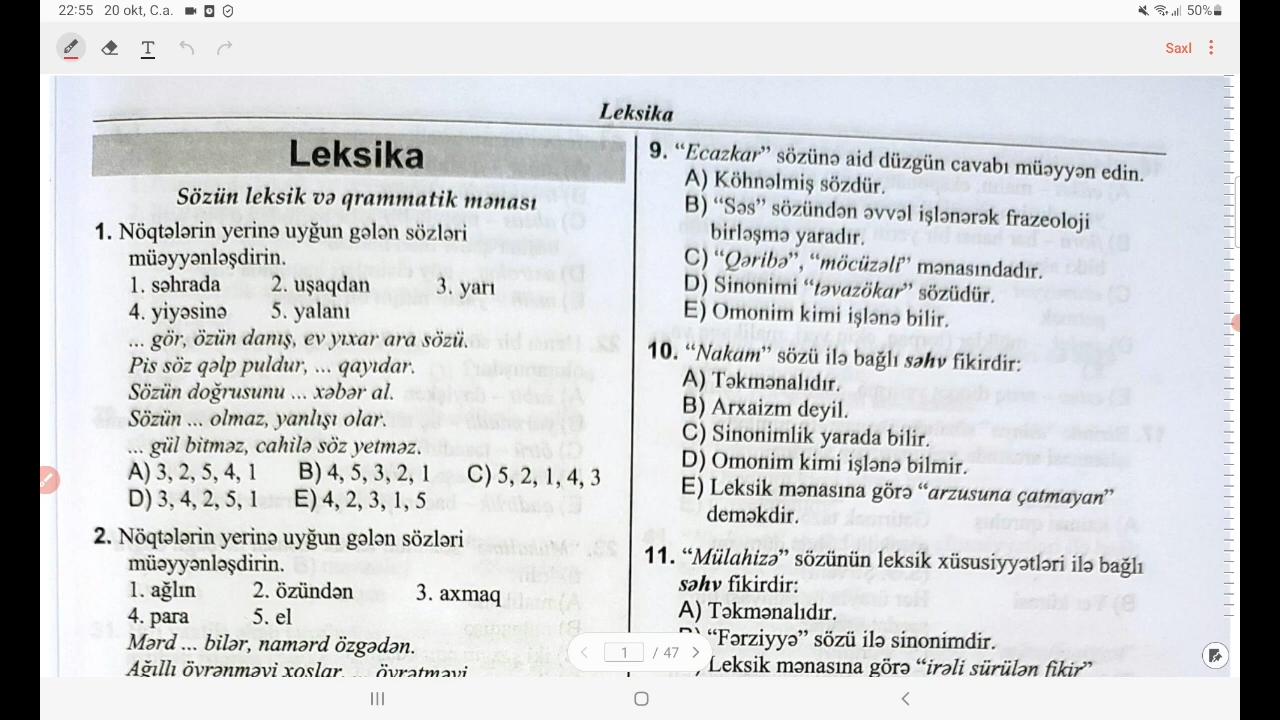 22:55 20 okt, C.a.
50%
T
Saxl
Leksika
Leksika
Sözün leksik və qrammatik mənası
1. Nöqtələrin yerinə uyğun gələn sözləri
müəyyənləşdirin.
1. səhrada 2. uşaqdan 3. yarı
4. yiyəsinə 5. yalanı
... gör, özün danış, ev yıxar ara sözü.
Pis söz qəlp puldur, ... qayıdar.
Sözün doğrusunu ... xəbər al.
Sözün ... olmaz, yanlışı olar.
... gül bitməz, cahilə söz yetməz.
A) 3, 2, 5, 4, 1 B) 4, 5, 3, 2, 1 C) 5, 2, 1, 4, 3
D) 3, 4, 2, 5, 1 E) 4, 2, 3, 1, 5
2. Nöqtələrin yerinə uyğun gələn sözləri
müəyyənləşdirin.
1. ağlın 2. özündən 3. axmaq
4. para 5. el
Mərd ... bilər, namərd özgədən.
Ağıllı öyrənməyi xoşlar, ... öyrətməyi
9. “Ecazkar” sözünə aid düzgün cavabı müəyyən edin.
A) Köhnəlmiş sözdür.
B) “Səs” sözündən əvvəl işlənərək frazeoloji
birləşmə yaradır.
C) “Qəribə”, “möcüzəli” mənasındadır.
D) Sinonimi “təvazökar” sözüdür.
E) Omonim kimi işlənə bilir.
10. “Nakam” sözü ilə bağlı səhv fikirdir:
A) Təkmənalıdır.
B) Arxaizm deyil.
C) Sinonimlik yarada bilir.
D) Omonim kimi işlənə bilmir.
E) Leksik mənasına görə “arzusuna çatmayan”
deməkdir.
11. “Mülahizə” sözünün leksik xüsusiyyətləri ilə bağlı
səhv fikirdir:
A) Təkmənalıdır.
“Fərziyyə” sözü ilə sinonimdir.
Leksik mənasına görə “irəli sürülən fikir”
1 / 47